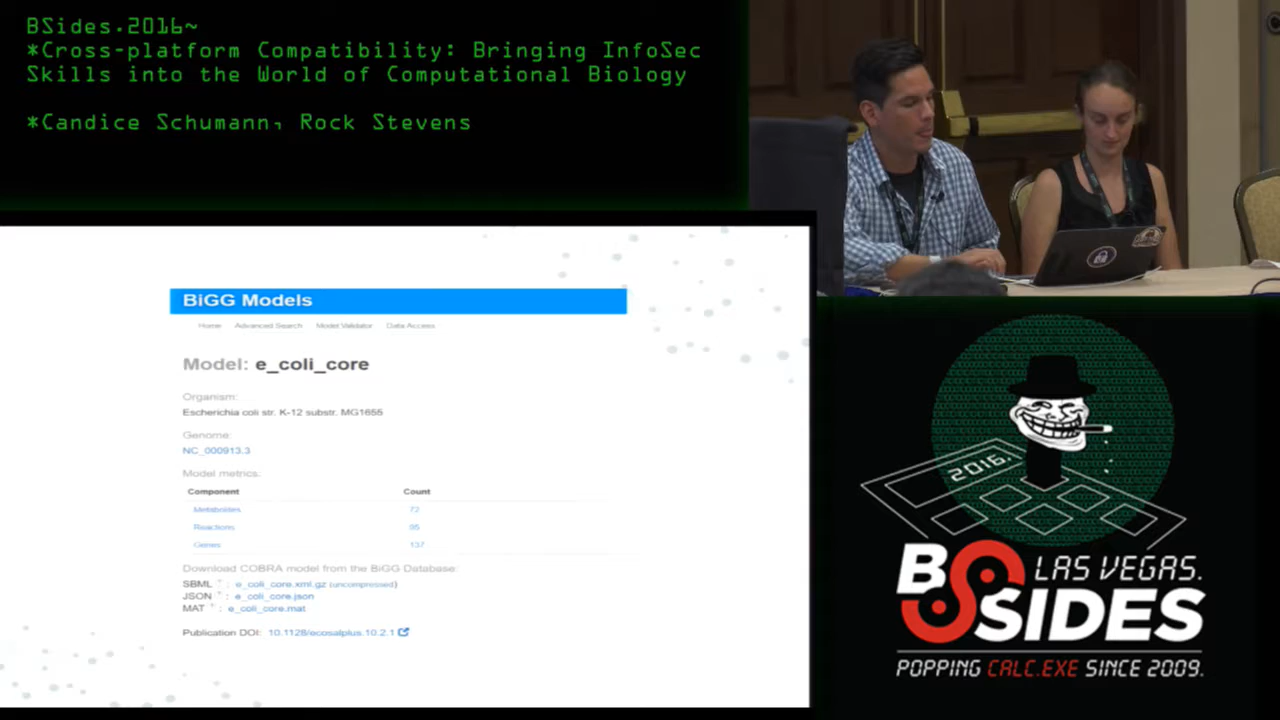 BSides.2016~
*Cross-platform Compatibility: Bringing InfoSec
Skills into the World of Computational Biology
*Candice Schumann, Rock Stevens
BiGG Models
Home Advanced Search Model Validator Data Access
Model: e_coli_core
Organism:
Escherichia coli str. K-12 substr. MG1655
Genome:
NC_000913.3
Model metrics:
Component Count
Metabolites 72
Reactions 95
Genes 137
Download COBRA model from the BiGG Database:
SBML : e_coli_core.xml.gz (uncompressed)
JSON : e_coli_core.json
MAT : e_coli_core.mat
Publication DOI: 10.1128/ecosalplus.10.2.1
2016.
BSIDES
LAS VEGAS.
POPPING CALC.EXE SINCE 2009.